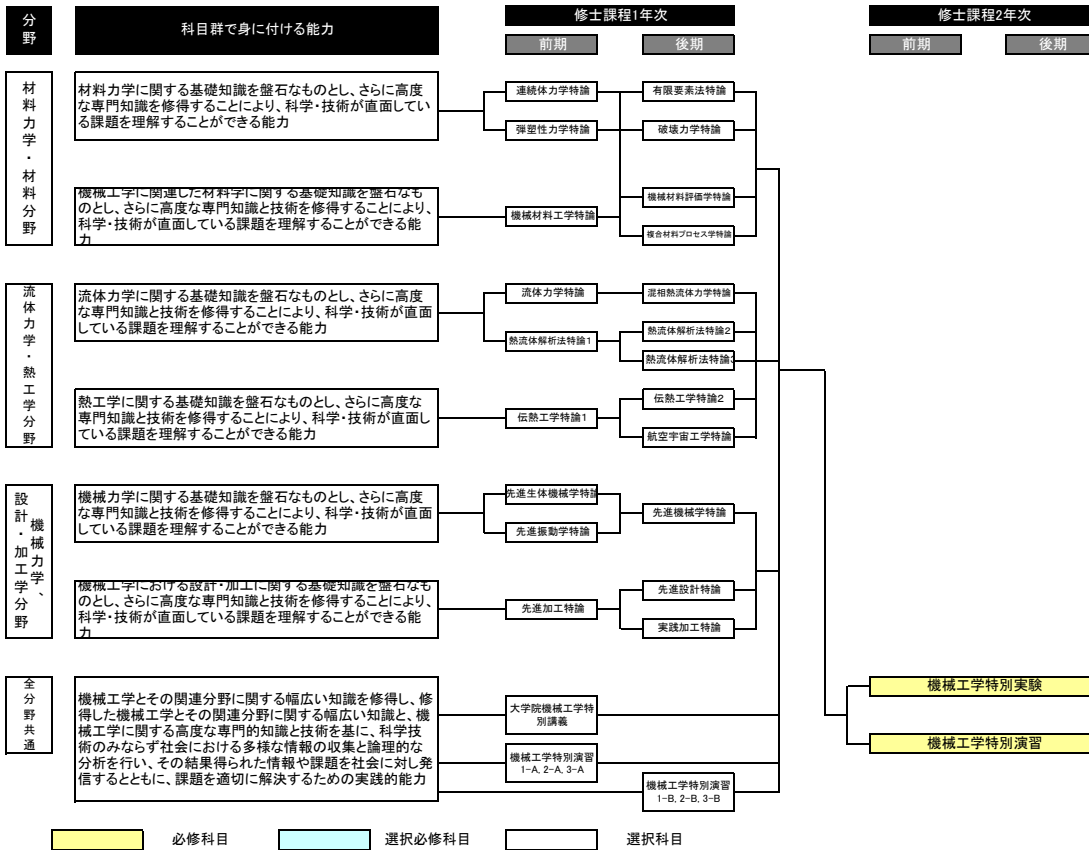 分野
科目群で身に付ける能力
修士課程1年次
前期
後期
修士課程2年次
前期
後期
材料力学・材料分野
材料力学に関する基礎知識を盤石なものとし、さらに高度
な専門知識を修得することにより、科学・技術が直面してい
る課題を理解することができる能力
連続体力学特論
有限要素法特論
弾塑性力学特論
破壊力学特論
機械工学に関連した材料学に関する基礎知識を盤石なも
のとし、さらに高度な専門知識と技術を修得することにより、
科学・技術が直面している課題を理解することができる能
力
機械材料工学特論
機械材料評価学特論
複合材料プロセス学特論
流体力学・熱工学分野
流体力学に関する基礎知識を盤石なものとし、さらに高度
な専門知識と技術を修得することにより、科学・技術が直面
している課題を理解することができる能力
流体力学特論
混相熱流体力学特論
熱流体解析法特論1
熱流体解析法特論2
熱流体解析法特論3
熱工学に関する基礎知識を盤石なものとし、さらに高度な
専門知識と技術を修得することにより、科学・技術が直面し
ている課題を理解することができる能力
伝熱工学特論1
伝熱工学特論2
航空宇宙工学特論
機械力学、
設計・加工学分野
機械力学に関する基礎知識を盤石なものとし、さらに高度
な専門知識と技術を修得することにより、科学・技術が直面
している課題を理解することができる能力
先進生体機械学特論
先進振動学特論
先進機械学特論
機械工学における設計・加工に関する基礎知識を盤石なも
のとし、さらに高度な専門知識と技術を修得することにより、
科学・技術が直面している課題を理解することができる能
力
先進加工特論
先進設計特論
実践加工特論
全分野共通
機械工学とその関連分野に関する幅広い知識を修得し、修
得した機械工学とその関連分野に関する幅広い知識と、機
械工学に関する高度な専門的知識と技術を基に、科学技
術のみならず社会における多様な情報の収集と論理的な
分析を行い、その結果得られた情報や課題を社会に対し発
信するとともに、課題を適切に解決するための実践的能力
大学院機械工学特
別講義
機械工学特別演習
1-A, 2-A, 3-A
機械工学特別演習
1-B, 2-B, 3-B
機械工学特別実験
機械工学特別演習
必修科目
選択必修科目
選択科目